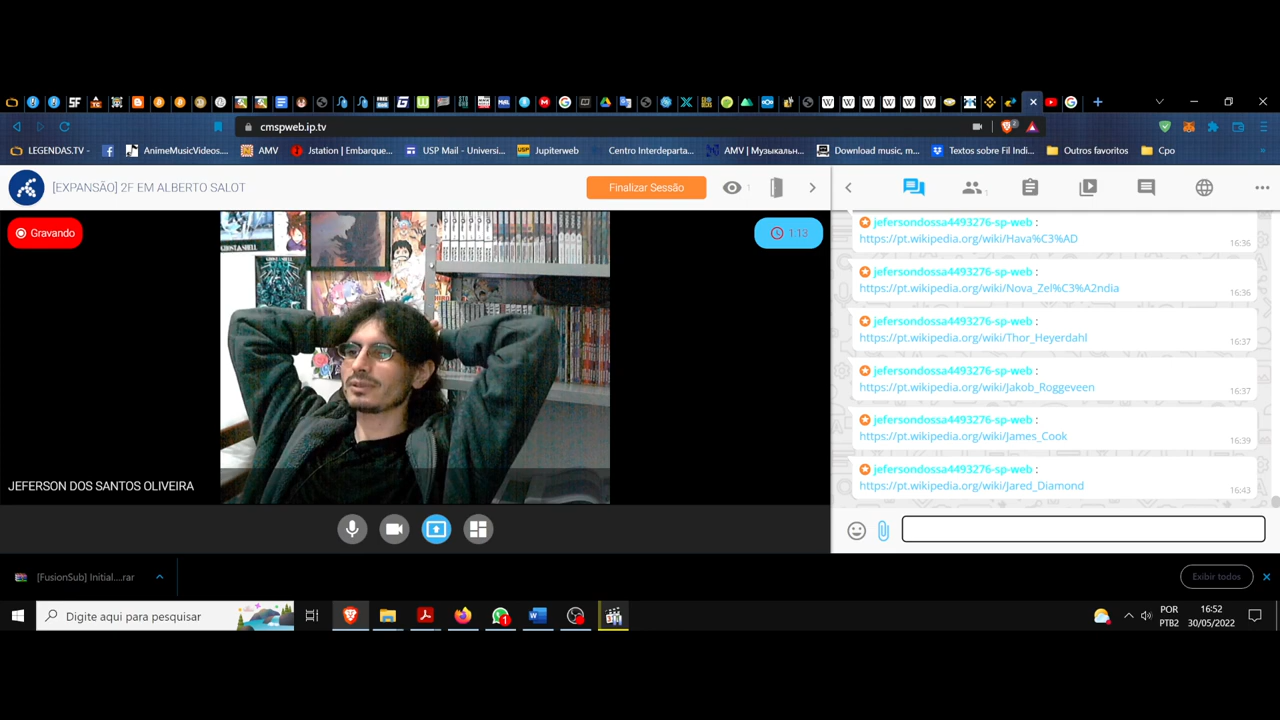 cmspweb.ip.tv
2
LEGENDAS.TV -
AnimeMusicVideos...
AMV
Jstation | Embarque...
USP Mail - Universi...
Jupiterweb
Centro Interdeparta...
AMV | Музыкальн...
Download music, m...
Textos sobre Fil Indi...
Outros favoritos
Cpo
[EXPANSÃO] 2F EM ALBERTO SALOT
Finalizar Sessão
1
1
Gravando
1:13
JEFERSON DOS SANTOS OLIVEIRA
jefersondossa4493276-sp-web :
https://pt.wikipedia.org/wiki/Hava%C3%AD
16:36
jefersondossa4493276-sp-web :
https://pt.wikipedia.org/wiki/Nova_Zel%C3%A2ndia
16:36
jefersondossa4493276-sp-web :
https://pt.wikipedia.org/wiki/Thor_Heyerdahl
16:37
jefersondossa4493276-sp-web :
https://pt.wikipedia.org/wiki/Jakob_Roggeveen
16:37
jefersondossa4493276-sp-web :
https://pt.wikipedia.org/wiki/James_Cook
16:39
jefersondossa4493276-sp-web :
https://pt.wikipedia.org/wiki/Jared_Diamond
16:43
[FusionSub] Initial....rar
Exibir todos
Digite aqui para pesquisar
1
POR
PTB2
16:52
30/05/2022